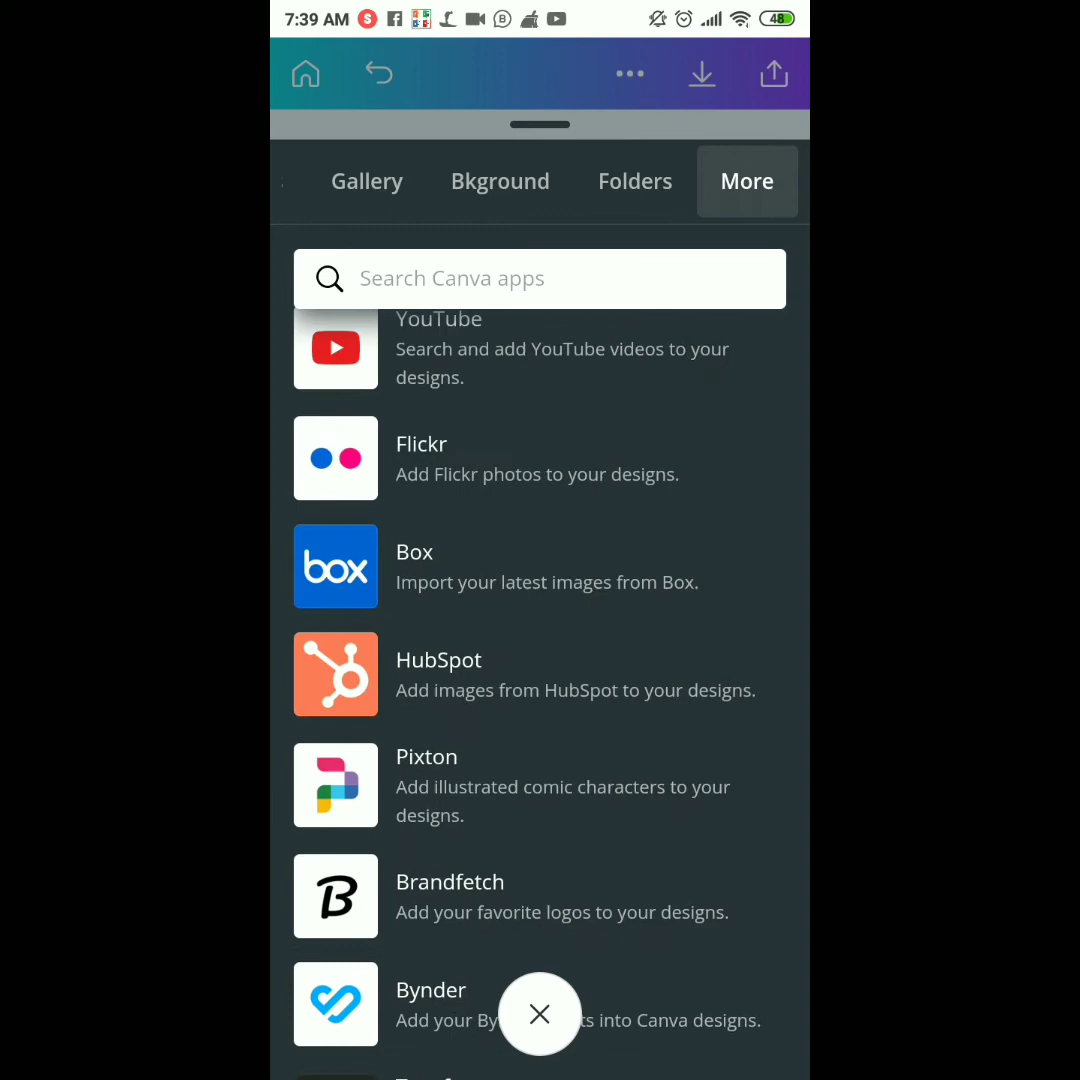 7:39 AM
48
Gallery Bkground Folders More
Search Canva apps
YouTube
Search and add YouTube videos to your
designs.
Flickr
Add Flickr photos to your designs.
box
Box
Import your latest images from Box.
HubSpot
Add images from HubSpot to your designs.
Pixton
Add illustrated comic characters to your
designs.
Brandfetch
Add your favorite logos to your designs.
Bynder
Add your into Canva designs.